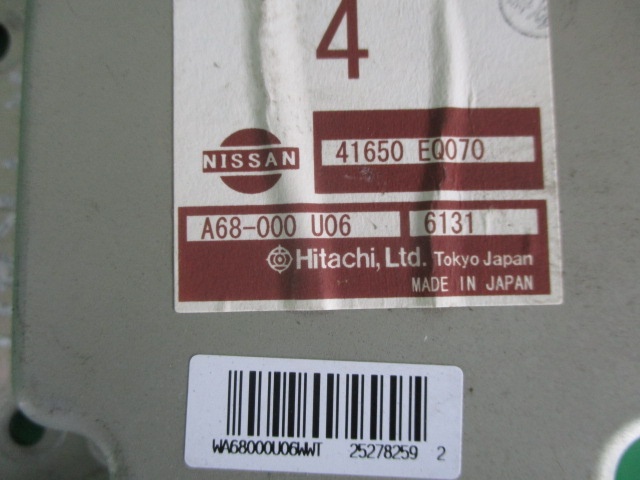 4
NISSAN
41650 EQ070
A68-000 U06 6131
Hitachi, Ltd. Tokyo Japan
MADE IN JAPAN
WA68000U06WWT 25278259 2